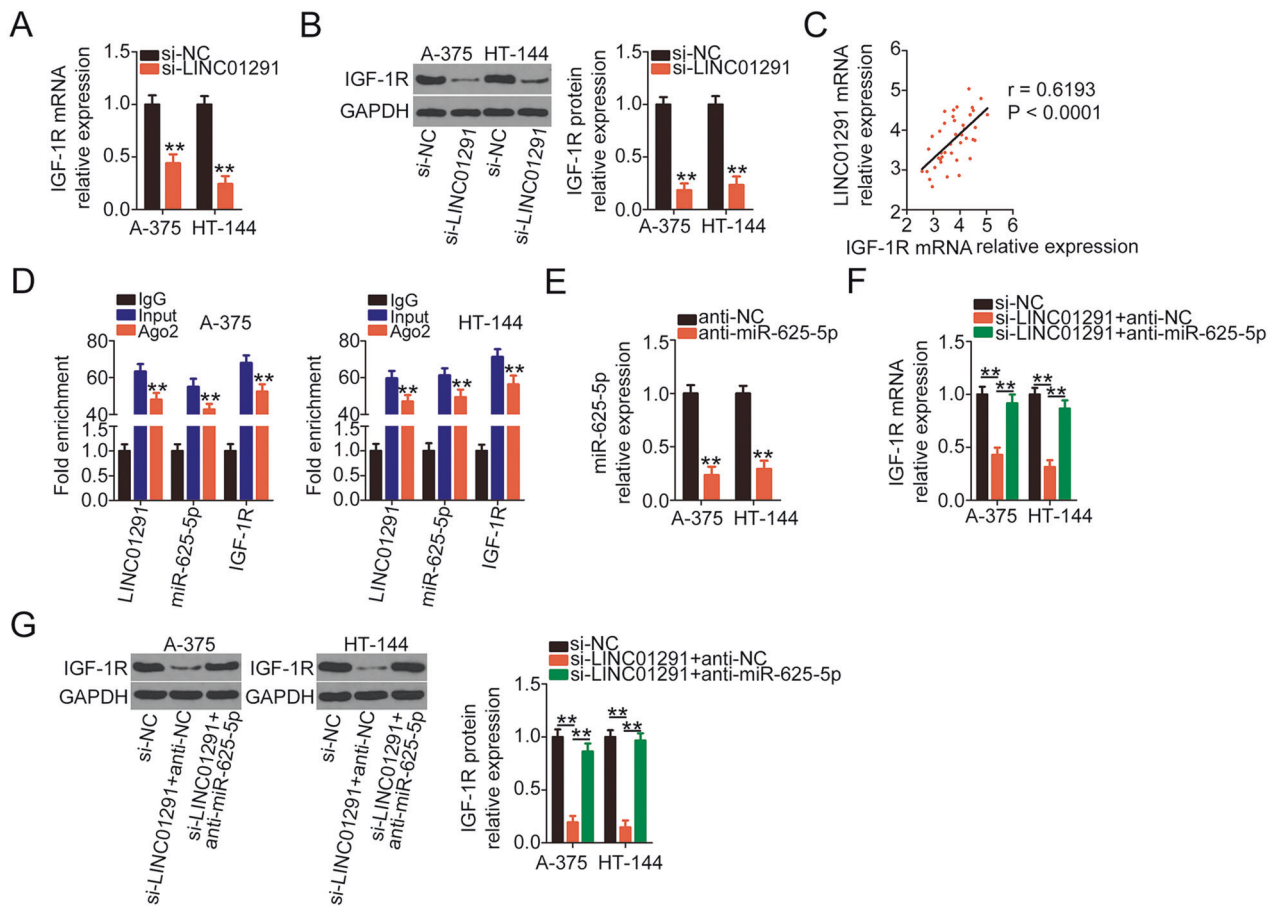 A
si-NC
si-LINC01291
IGF-1R mRNA
relative expression
1.5
1.0
0.5
0.0
**
**
A-375
HT-144
B
A-375 HT-144
IGF-1R
GAPDH
si-NC
si-LINC01291
si-NC
si-LINC01291
si-NC
si-LINC01291
IGF-1R protein
relative expression
1.5
1.0
0.5
0.0
**
**
A-375
HT-144
C
LINC01291 mRNA
relative expression
6
5
4
3
2
r = 0.6193
P < 0.0001
1 2 3 4 5 6
IGF-1R mRNA relative expression
D
IgG
Input
Ago2
A-375
Fold enrichment
80
60
40
1.5
1.0
0.5
0.0
**
**
**
LINC01291
miR-625-5p
IGF-1R
IgG
Input
Ago2
HT-144
Fold enrichment
80
60
40
1.5
1.0
0.5
0.0
**
**
**
LINC01291
miR-625-5p
IGF-1R
E
anti-NC
anti-miR-625-5p
miR-625-5p
relative expression
1.5
1.0
0.5
0.0
**
**
A-375
HT-144
F
si-NC
si-LINC01291+anti-NC
si-LINC01291+anti-miR-625-5p
IGF-1R mRNA
relative expression
1.5
1.0
0.5
0.0
**
**
**
**
A-375
HT-144
G
A-375
IGF-1R
GAPDH
si-NC
si-LINC01291+anti-NC
si-LINC01291+
anti-miR-625-5p
HT-144
IGF-1R
GAPDH
si-NC
si-LINC01291+anti-NC
si-LINC01291+
anti-miR-625-5p
si-NC
si-LINC01291+anti-NC
si-LINC01291+anti-miR-625-5p
IGF-1R protein
relative expression
1.5
1.0
0.5
0.0
**
**
**
**
A-375
HT-144